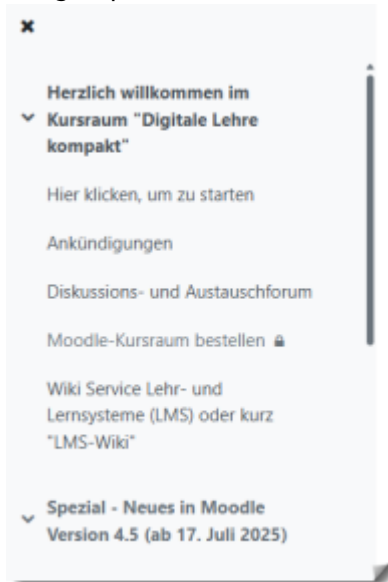 Herzlich willkommen im
Kursraum "Digitale Lehre
kompakt"
Hier klicken, um zu starten
Ankündigungen
Diskussions- und Austauschforum
Moodle-Kursraum bestellen
Wiki Service Lehr- und
Lernsysteme (LMS) oder kurz
"LMS-Wiki"
Spezial - Neues in Moodle
Version 4.5 (ab 17. Juli 2025)